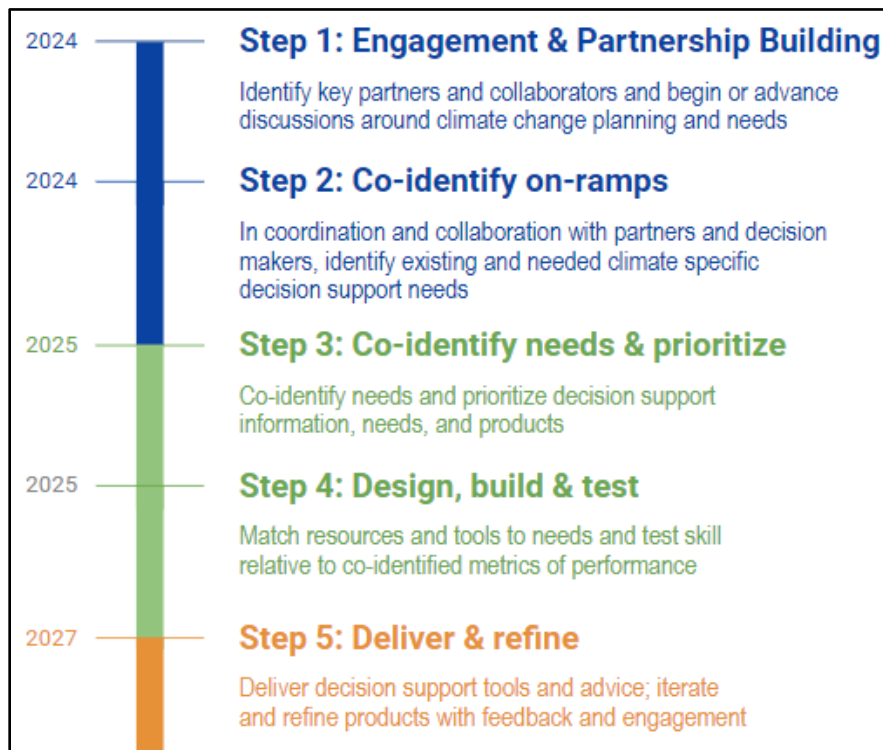 2024
Step 1: Engagement & Partnership Building
Identify key partners and collaborators and begin or advance
discussions around climate change planning and needs
2024
Step 2: Co-identify on-ramps
In coordination and collaboration with partners and decision
makers, identify existing and needed climate specific
decision support needs
2025
Step 3: Co-identify needs & prioritize
Co-identify needs and prioritize decision support
information, needs, and products
2025
Step 4: Design, build & test
Match resources and tools to needs and test skill
relative to co-identified metrics of performance
2027
Step 5: Deliver & refine
Deliver decision support tools and advice; iterate
and refine products with feedback and engagement